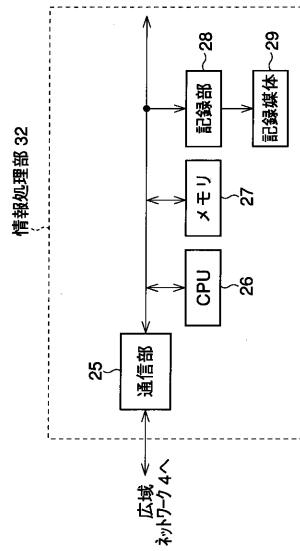 情報処理部 32
25
通信部
CPU
26
メモリ
27
記録部
28
記録媒体
29
広域
ネットワーク 4へ